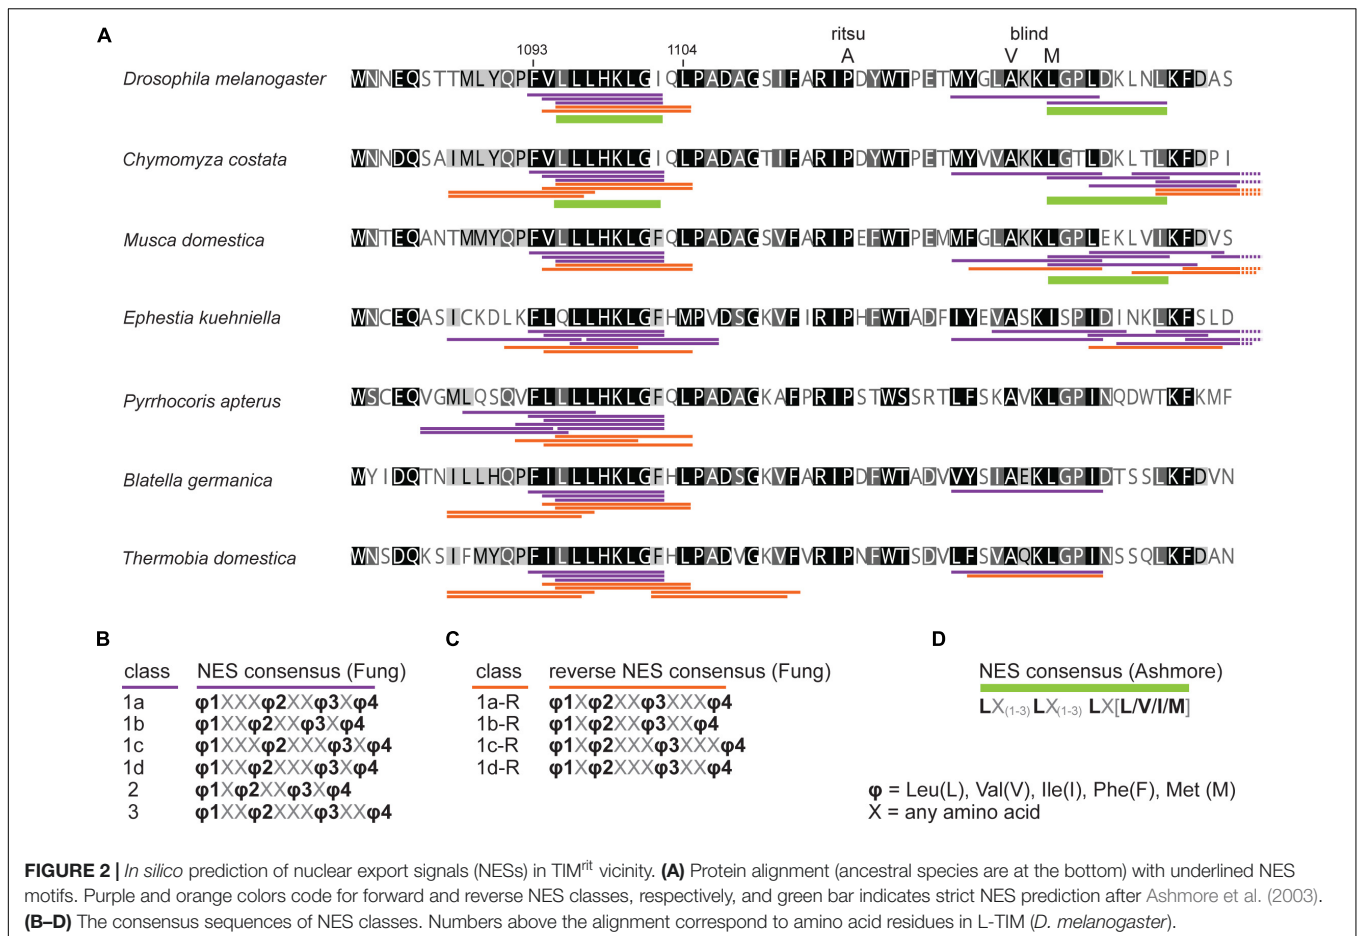 A
ritsu blind
1093 1104 A V M
Drosophila melanogaster WNNEQSTTMLYQPFVLLLHKLGIQLPADAGSIFARIPDYWTPETMYGLAKKLGPLDKLNLKFDAS
Chymomyza costata WNNDQSAIMLYQPFVLLLHKLGIQLPADAGTIFARIPDYWTPETMYVVAKKLGTLDKLTLKFDPI
Musca domestica WNTEQANTMMYQPFVLLLHKLGFQLPADAGSVFARIPEFWTPEMMFGLAKKLGPLEKLVIKFDVS
Ephestia kuehniella WNCEQASICKDLKFLQLLHKLGFHMPVDSGKVFIRIPHFWTADFIYEVASKISPIDINKLKFSLD
Pyrrhocoris apterus WSCEQVGMLQSQVFLLLLHKLGFQLPADAGKAFPRIPSTWSSRTLFSKAVKLGPINQDWTKFKMF
Blatella germanica WYIDQTNILLHQPFILLLHKLGFHLPADSGKVFARIPDFWTADVVYSIAEKLGPIDTSSLKFDVN
Thermobia domestica WNSDQKSIFMYQPFILLLHKLGFHLPADVGKVFVRIPNFWTSDVLFSVAQKLGPINSSQLKFDAN
B
class NES consensus (Fung)
1a φ1XXXφ2XXφ3Xφ4
1b φ1XXφ2XXφ3Xφ4
1c φ1XXXφ2XXXφ3Xφ4
1d φ1XXφ2XXXφ3Xφ4
2 φ1Xφ2XXφ3Xφ4
3 φ1XXφ2XXXφ3XXφ4
C
class reverse NES consensus (Fung)
1a-R φ1Xφ2XXφ3XXXφ4
1b-R φ1Xφ2XXφ3XXφ4
1c-R φ1Xφ2XXXφ3XXXφ4
1d-R φ1Xφ2XXXφ3XXφ4
D
NES consensus (Ashmore)
LX(1-3) LX(1-3) LX[L/V/I/M]
φ = Leu(L), Val(V), Ile(I), Phe(F), Met (M)
X = any amino acid
FIGURE 2 | In silico prediction of nuclear export signals (NESs) in TIMrit vicinity. (A) Protein alignment (ancestral species are at the bottom) with underlined NES
motifs. Purple and orange colors code for forward and reverse NES classes, respectively, and green bar indicates strict NES prediction after Ashmore et al. (2003).
(B–D) The consensus sequences of NES classes. Numbers above the alignment correspond to amino acid residues in L-TIM (D. melanogaster).